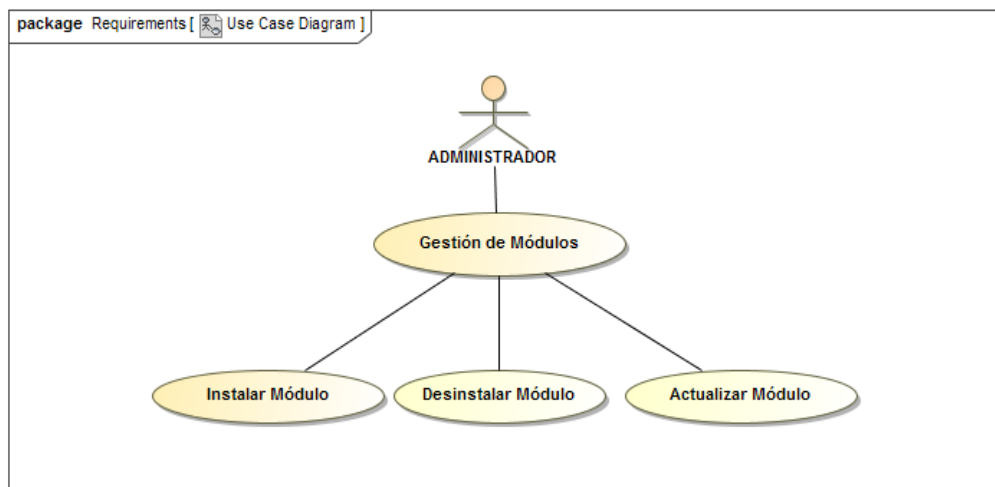 package Requirements [ Use Case Diagram ]
ADMINISTRADOR
Gestión de Módulos
Instalar Módulo
Desinstalar Módulo
Actualizar Módulo